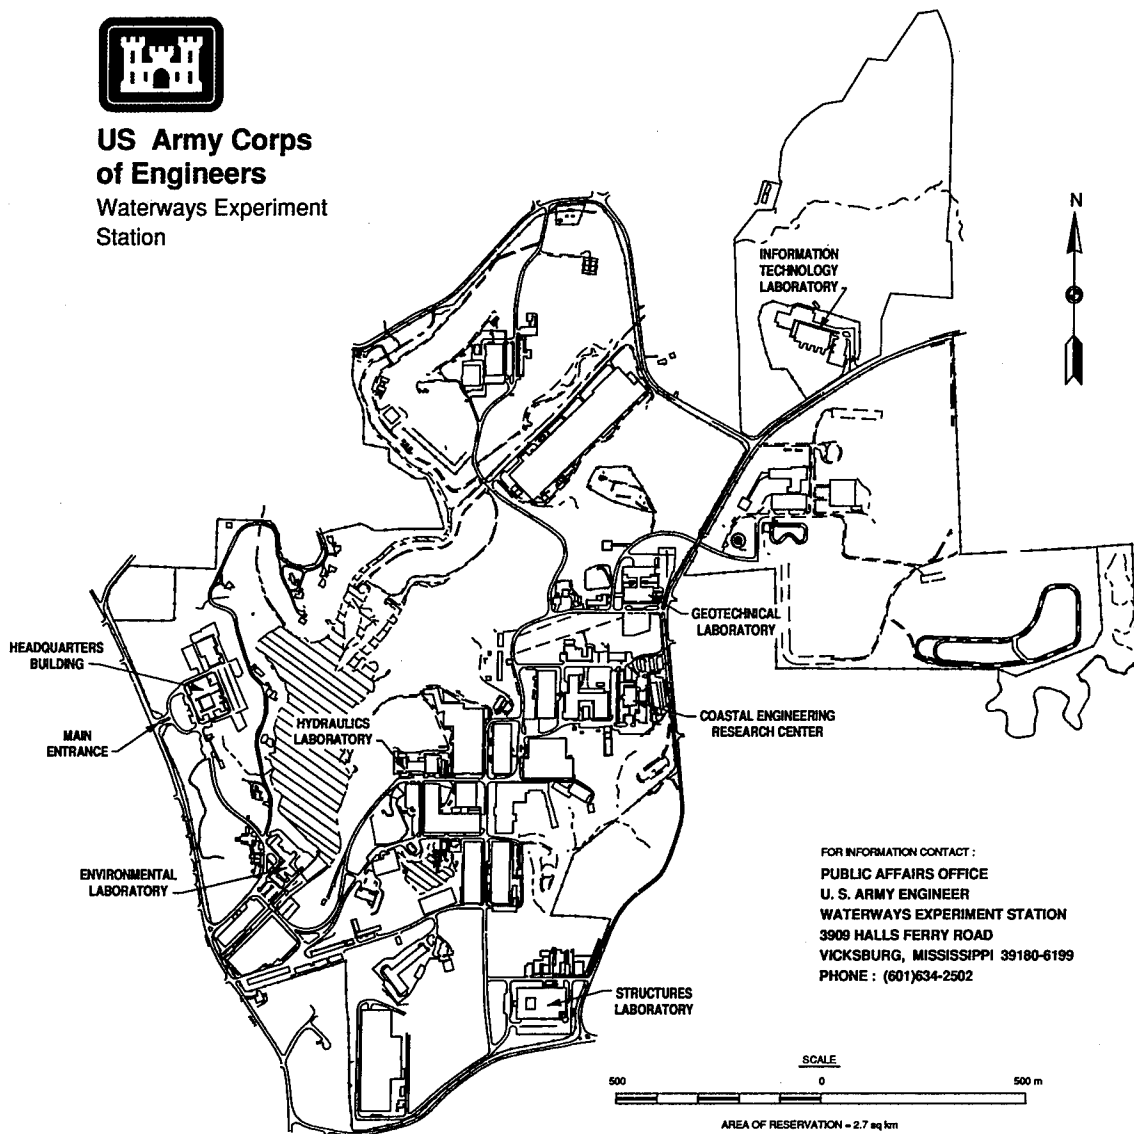 US Army Corps
of Engineers
Waterways Experiment
Station
N
INFORMATION
TECHNOLOGY
LABORATORY
GEOTECHNICAL
LABORATORY
HEADQUARTERS
BUILDING
MAIN
ENTRANCE
HYDRAULICS
LABORATORY
COASTAL ENGINEERING
RESEARCH CENTER
ENVIRONMENTAL
LABORATORY
STRUCTURES
LABORATORY
FOR INFORMATION CONTACT :
PUBLIC AFFAIRS OFFICE
U. S. ARMY ENGINEER
WATERWAYS EXPERIMENT STATION
3909 HALLS FERRY ROAD
VICKSBURG, MISSISSIPPI 39180-6199
PHONE : (601)634-2502
SCALE
500 0 500 m
AREA OF RESERVATION = 2.7 sq km